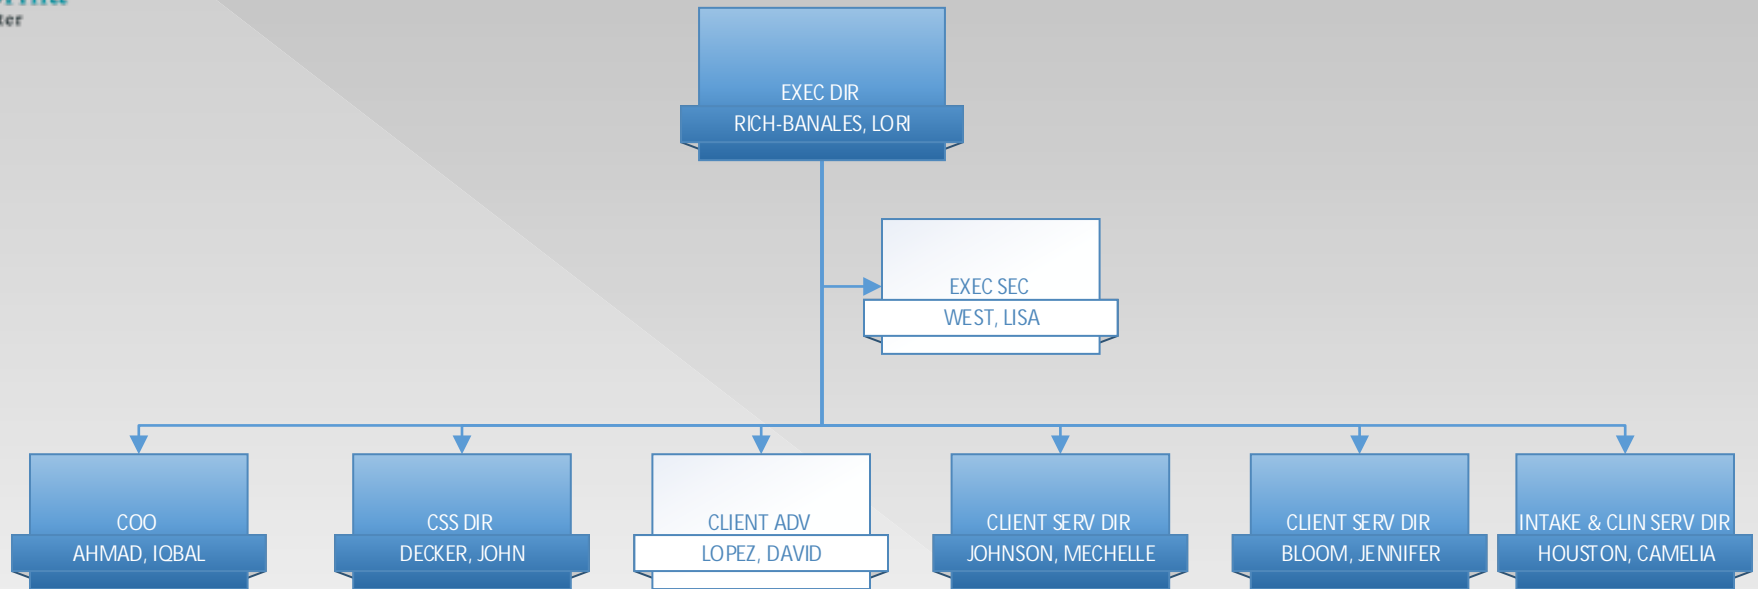 EXEC DIR
RICH-BANALES, LORI
EXEC SEC
WEST, LISA
COO
AHMAD, IQBAL
CSS DIR
DECKER, JOHN
CLIENT ADV
LOPEZ, DAVID
CLIENT SERV DIR
JOHNSON, MECHELLE
CLIENT SERV DIR
BLOOM, JENNIFER
INTAKE & CLIN SERV DIR
HOUSTON, CAMELIA